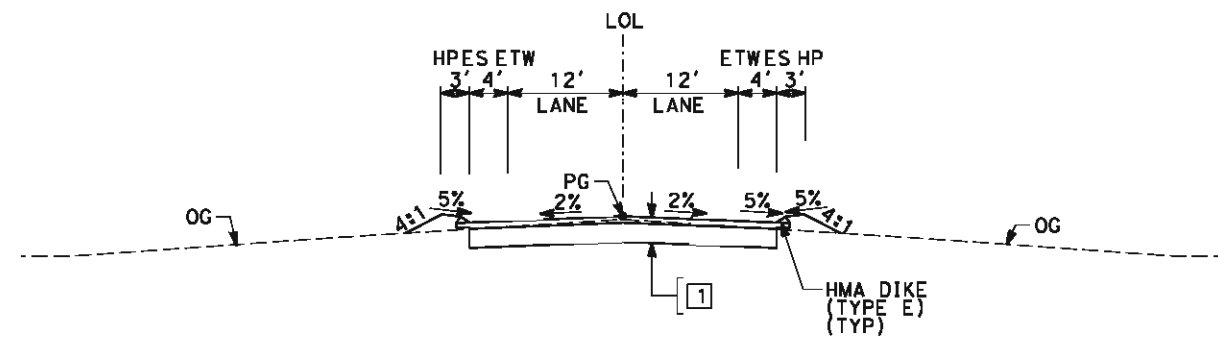 LOL
HP ES ETW
ETW ES HP
3' 4' 12' 12' 4' 3'
LANE LANE
PG
5% 2% 2% 5% 5%
OG 4:1 4:1 OG
1
HMA DIKE
(TYPE E)
(TYP)